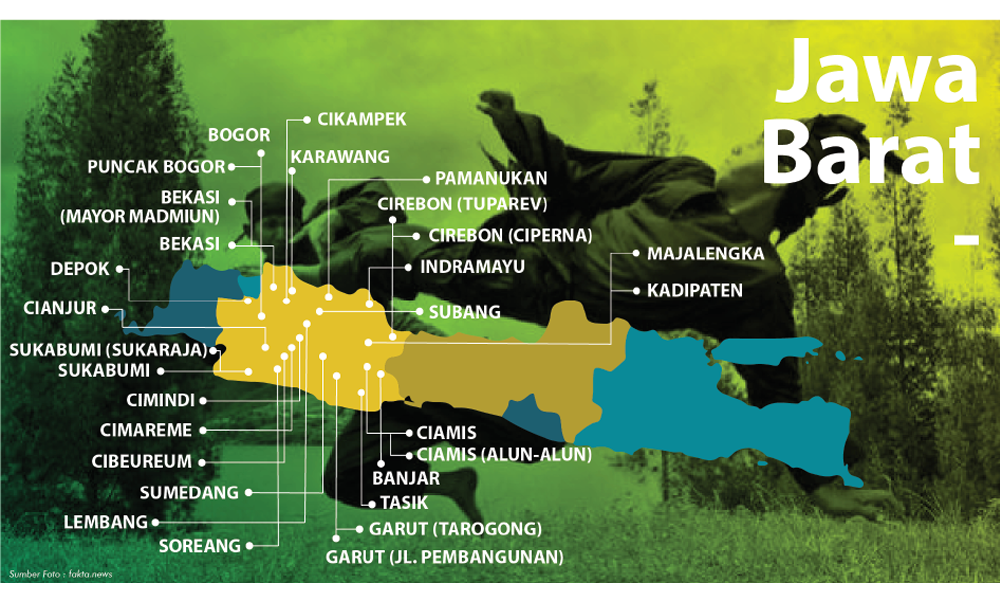 Jawa
Barat
-
CIKAMPEK
BOGOR
KARAWANG
PUNCAK BOGOR
PAMANUKAN
BEKASI
(MAYOR MADMIUN)
CIREBON (TUPAREV)
CIREBON (CIPERNA)
BEKASI
MAJALENGKA
DEPOK
INDRAMAYU
KADIPATEN
CIANJUR
SUBANG
SUKABUMI (SUKARAJA)
SUKABUMI
CIMINDI
CIMAREME
CIAMIS
CIAMIS (ALUN-ALUN)
CIBEUREUM
BANJAR
SUMEDANG
TASIK
LEMBANG
GARUT (TAROGONG)
SOREANG
GARUT (JL. PEMBANGUNAN)
Sumber Foto : fakta.news